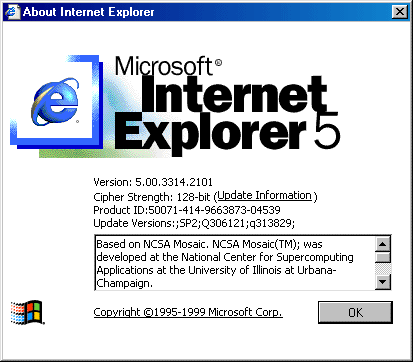 About Internet Explorer
Microsoft®
Internet
Explorer 5
Version: 5.00.3314.2101
Cipher Strength: 128-bit (Update Information)
Product ID:50071-414-9663873-04539
Update Versions:;SP2;Q306121;q313829;
Based on NCSA Mosaic. NCSA Mosaic(TM); was
developed at the National Center for Supercomputing
Applications at the University of Illinois at Urbana-
Champaign.
Copyright ©1995-1999 Microsoft Corp.
OK